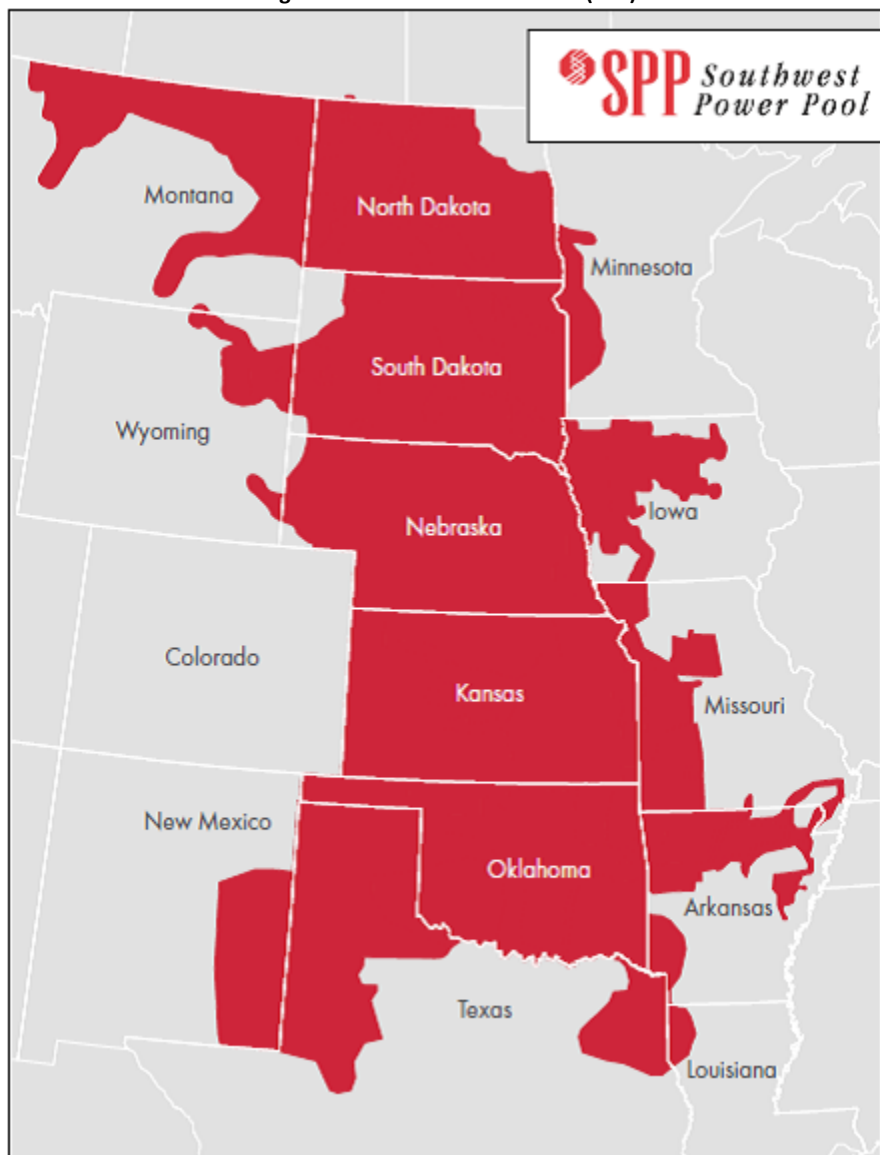 SPP Southwest
Power Pool
Montana
North Dakota
Minnesota
South Dakota
Wyoming
Iowa
Nebraska
Colorado
Kansas
Missouri
New Mexico
Oklahoma
Arkansas
Texas
Louisiana